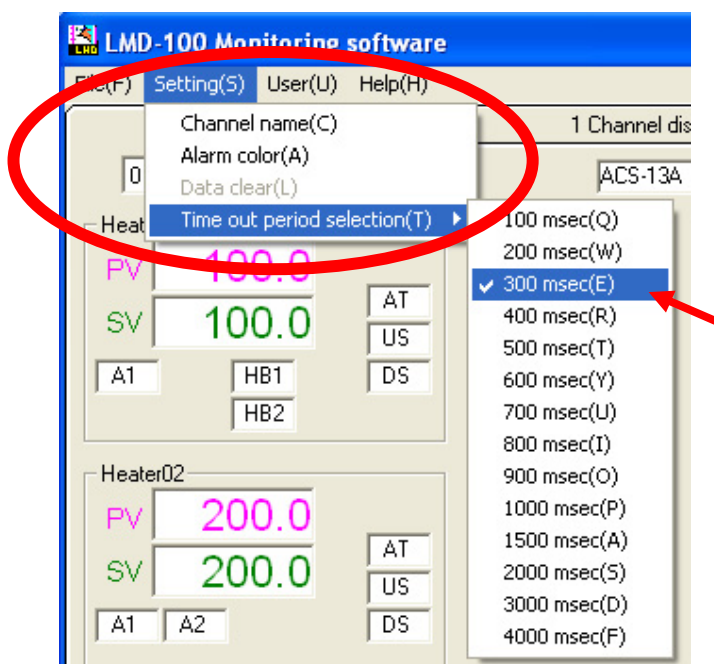 LMD-100 Monitoring software
File(F) Setting(S) User(U) Help(H)
Channel name(C)
Alarm color(A)
Data clear(L)
Time out period selection(T)
1 Channel dis
0
ACS-13A
100 msec(Q)
200 msec(W)
300 msec(E)
400 msec(R)
500 msec(T)
600 msec(Y)
700 msec(U)
800 msec(I)
900 msec(O)
1000 msec(P)
1500 msec(A)
2000 msec(S)
3000 msec(D)
4000 msec(F)
Heat
PV 100.0
SV 100.0
AT
US
DS
A1 HB1
HB2
Heater02
PV 200.0
SV 200.0
AT
US
DS
A1 A2